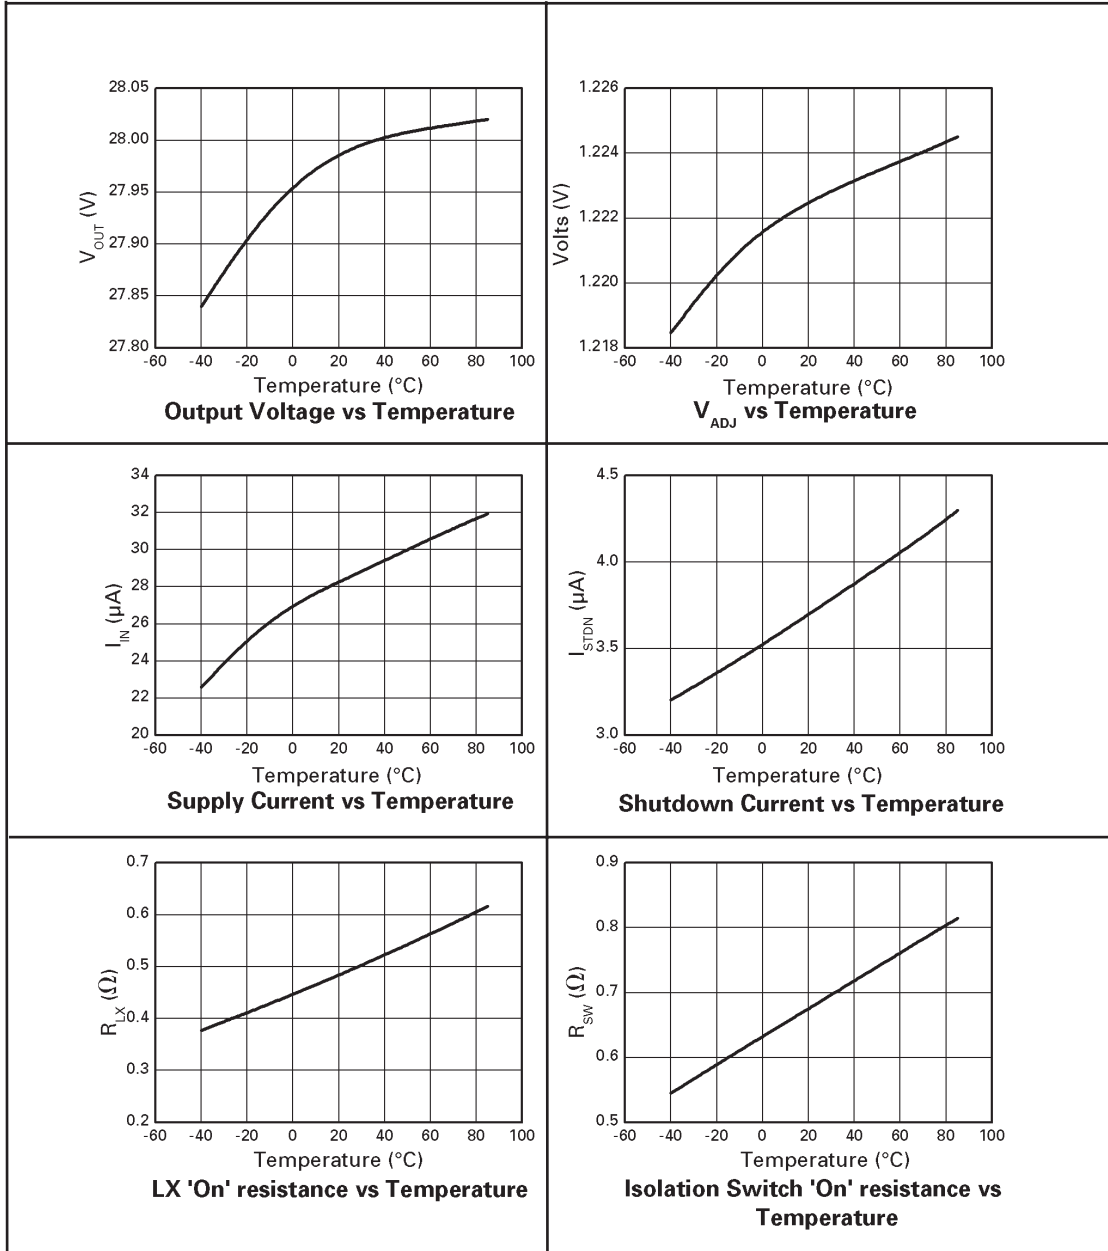 28.05
28.00
27.95
27.90
27.85
27.80
V_OUT (V)
-60 -40 -20 0 20 40 60 80 100
Temperature (°C)
Output Voltage vs Temperature
1.226
1.224
1.222
1.220
1.218
Volts (V)
-60 -40 -20 0 20 40 60 80 100
Temperature (°C)
V_ADJ vs Temperature
34
32
30
28
26
24
22
20
I_IN (µA)
-60 -40 -20 0 20 40 60 80 100
Temperature (°C)
Supply Current vs Temperature
4.5
4.0
3.5
3.0
I_STDN (µA)
-60 -40 -20 0 20 40 60 80 100
Temperature (°C)
Shutdown Current vs Temperature
0.7
0.6
0.5
0.4
0.3
0.2
R_LX (Ω)
-60 -40 -20 0 20 40 60 80 100
Temperature (°C)
LX 'On' resistance vs Temperature
0.9
0.8
0.7
0.6
0.5
R_SW (Ω)
-60 -40 -20 0 20 40 60 80 100
Temperature (°C)
Isolation Switch 'On' resistance vs
Temperature